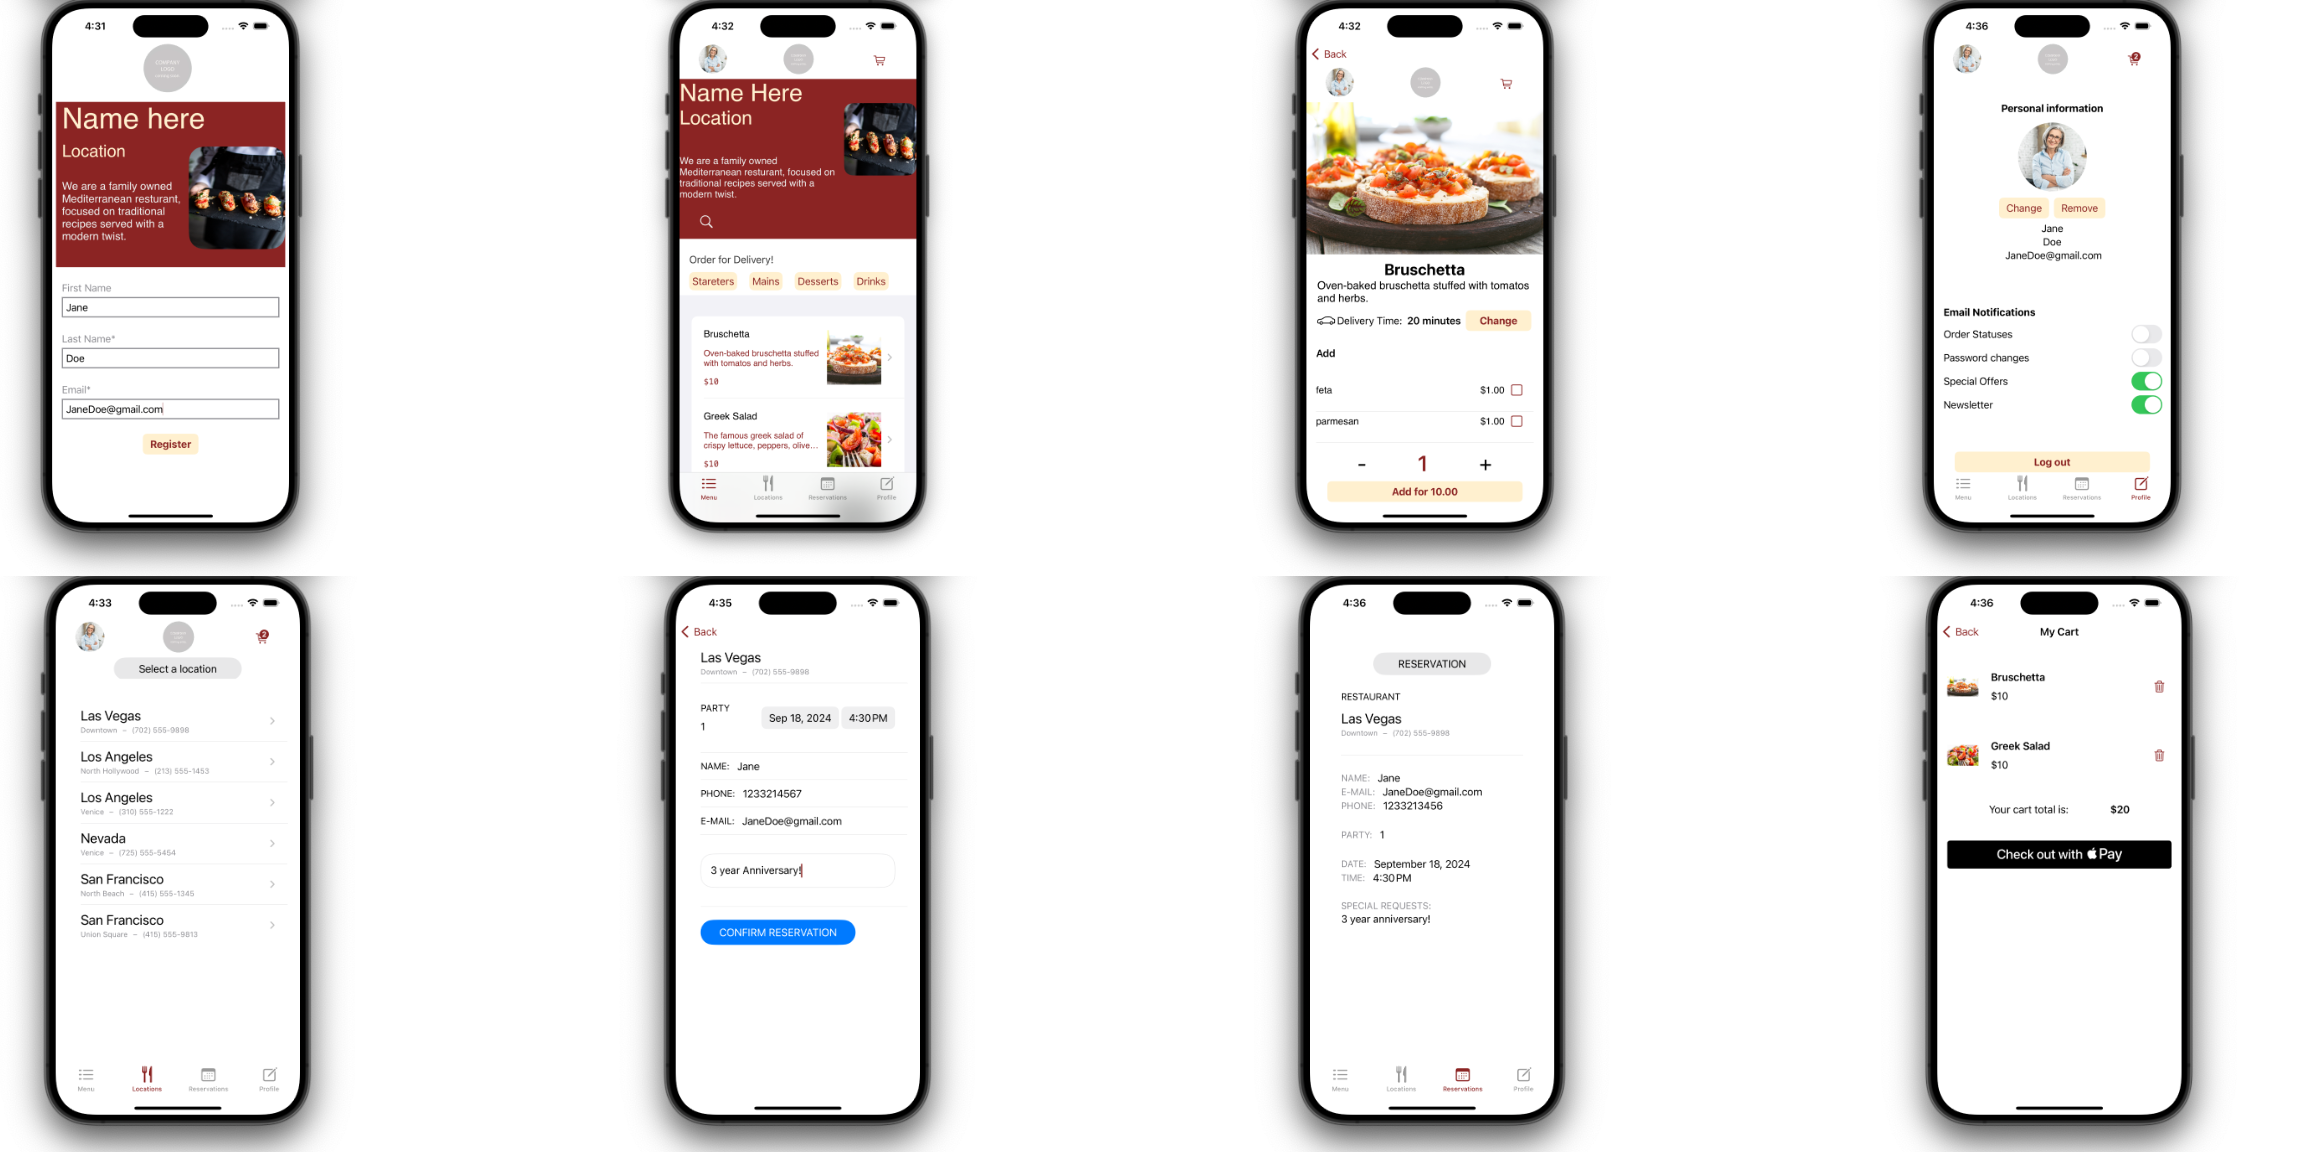 4:31
COMPANY
LOGO
Name here
Location
We are a family owned
Mediterranean resturant,
focused on traditional
recipes served with a
modern twist.
First Name
Jane
Last Name*
Doe
Email*
JaneDoe@gmail.com
Register
4:32
Name Here
Location
We are a family owned
Mediterranean resturant, focused on
traditional recipes served with a
modern twist.
Order for Delivery!
Stareters Mains Desserts Drinks
Bruschetta
Oven-baked bruschetta stuffed
with tomatos and herbs.
$10
Greek Salad
The famous greek salad of
crispy lettuce, peppers, olive...
$10
Menu Locations Reservations Profile
4:32
Back
Bruschetta
Oven-baked bruschetta stuffed with tomatos
and herbs.
Delivery Time: 20 minutes Change
Add
feta $1.00
parmesan $1.00
- 1 +
Add for 10.00
4:36
2
Personal information
Change Remove
Jane
Doe
JaneDoe@gmail.com
Email Notifications
Order Statuses
Password changes
Special Offers
Newsletter
Log out
Menu Locations Reservations Profile
4:33
2
Select a location
Las Vegas
Downtown – (702) 555-9898
Los Angeles
North Hollywood – (213) 555-1453
Los Angeles
Venice – (310) 555-1222
Nevada
Venice – (725) 555-5454
San Francisco
North Beach – (415) 555-1345
San Francisco
Union Square – (415) 555-9813
Menu Locations Reservations Profile
4:35
Back
Las Vegas
Downtown – (702) 555-9898
PARTY
1
Sep 18, 2024 4:30 PM
NAME: Jane
PHONE: 1233214567
E-MAIL: JaneDoe@gmail.com
3 year Anniversary!
CONFIRM RESERVATION
4:36
RESERVATION
RESTAURANT
Las Vegas
Downtown – (702) 555-9898
NAME: Jane
E-MAIL: JaneDoe@gmail.com
PHONE: 1233213456
PARTY: 1
DATE: September 18, 2024
TIME: 4:30 PM
SPECIAL REQUESTS:
3 year anniversary!
Menu Locations Reservations Profile
4:36
Back My Cart
Bruschetta
$10
Greek Salad
$10
Your cart total is: $20
Check out with Pay